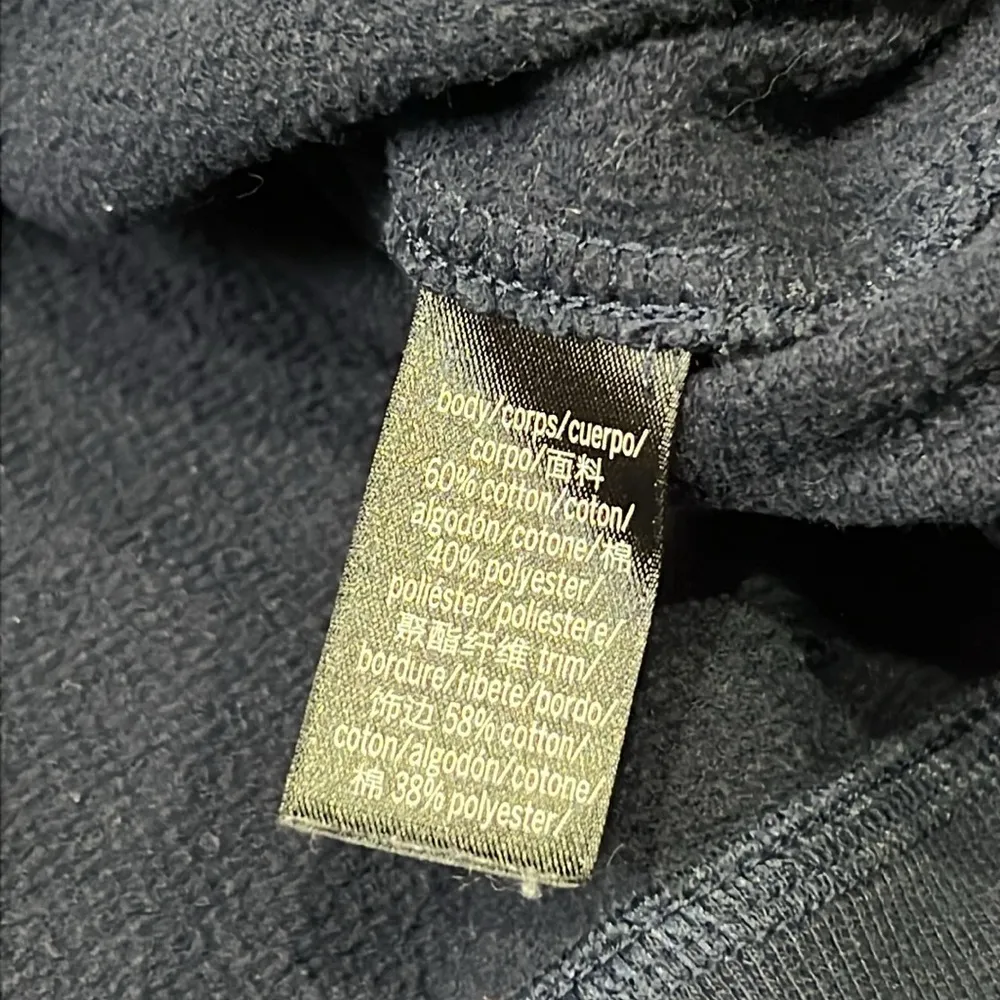 body/corps/cuerpo/
corpo/面料
60% cotton/coton/
algodón/cotone/棉
40% polyester/
poliéster/poliestere/
聚酯纤维 trim/
bordure/ribete/bordo/
饰边 58% cotton/
coton/algodón/cotone/
棉 38% polyester/